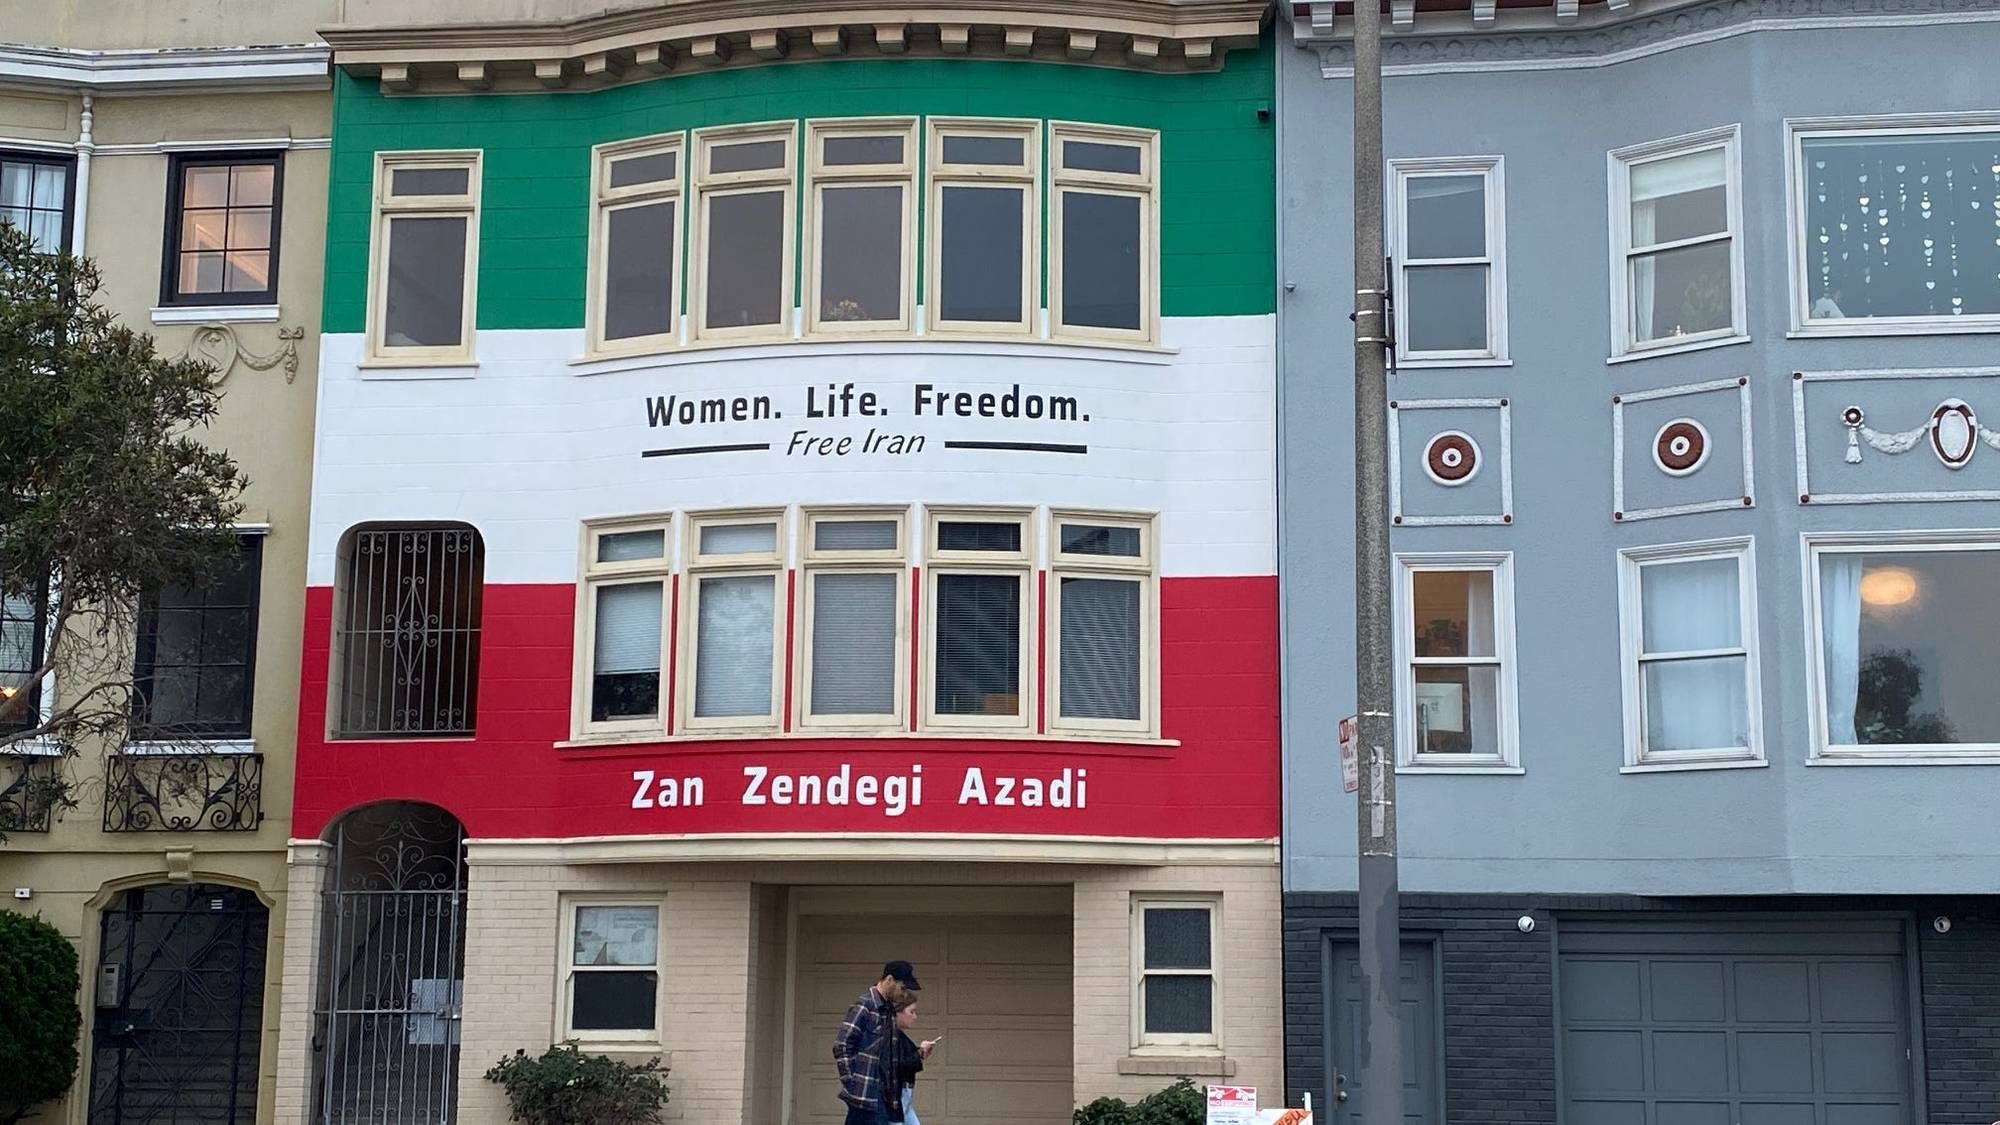 Women. Life. Freedom.
Free Iran
Zan Zendegi Azadi